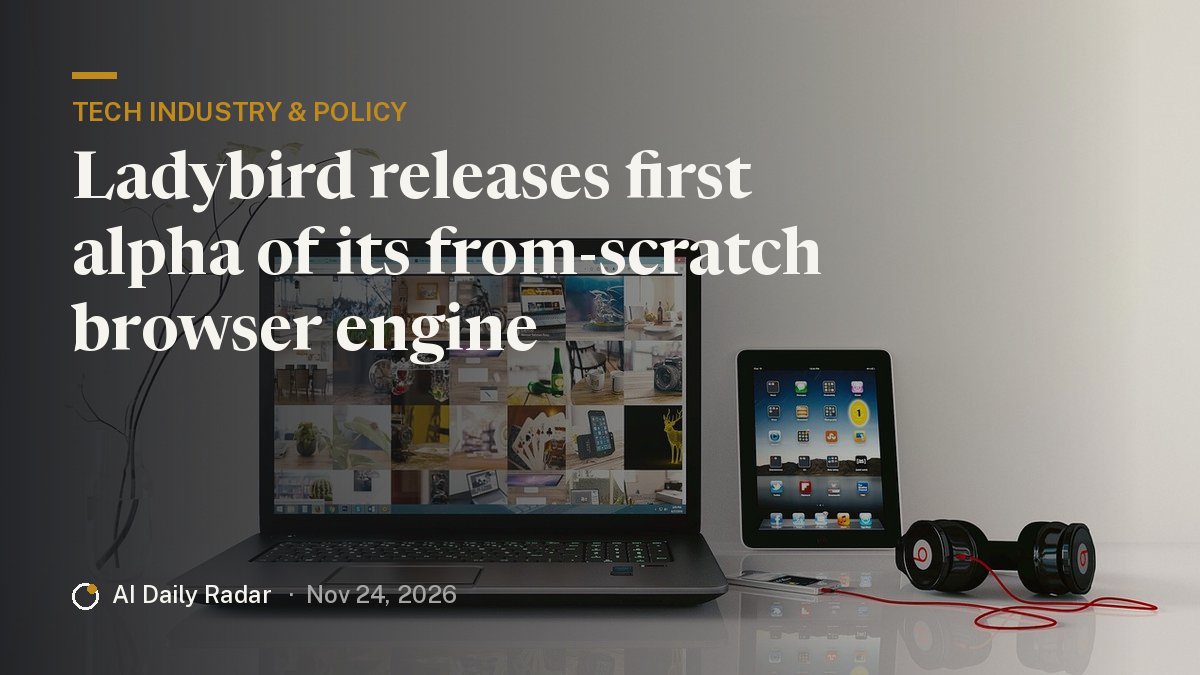 TECH INDUSTRY & POLICY
Ladybird releases first
alpha of its from-scratch
browser engine
1
AI Daily Radar · Nov 24, 2026